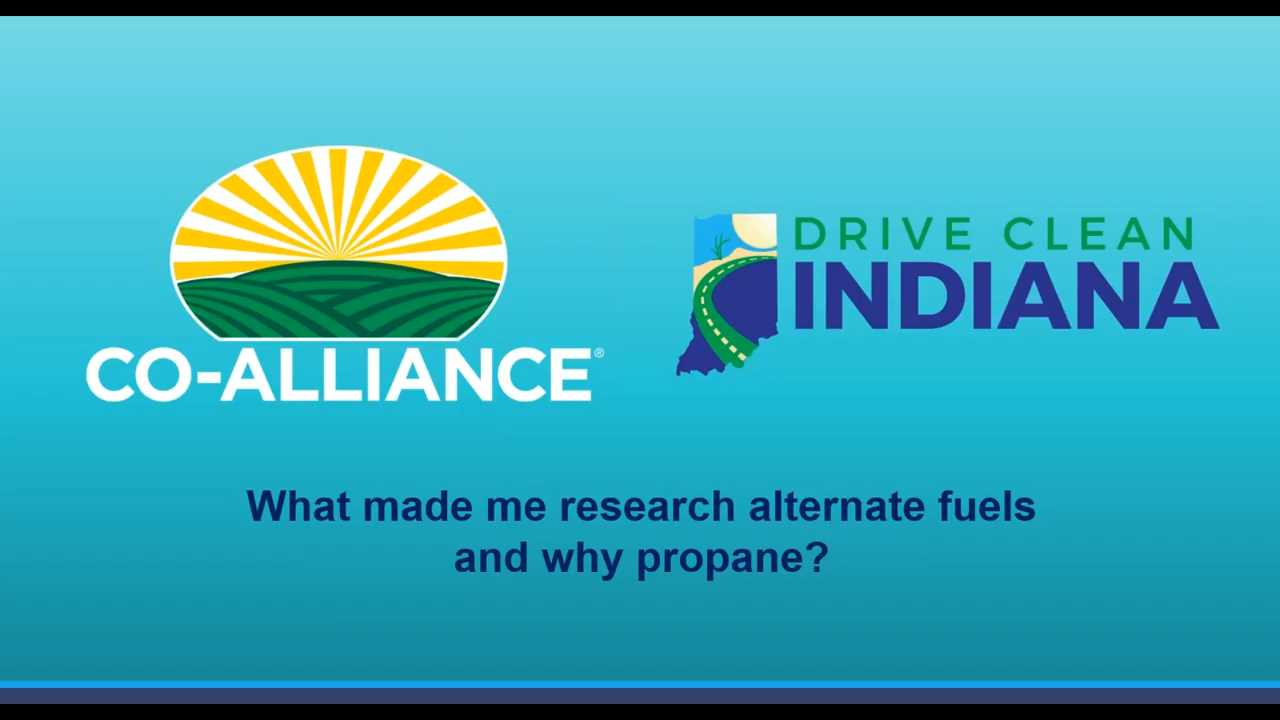 CO-ALLIANCE®
DRIVE CLEAN
INDIANA
What made me research alternate fuels
and why propane?